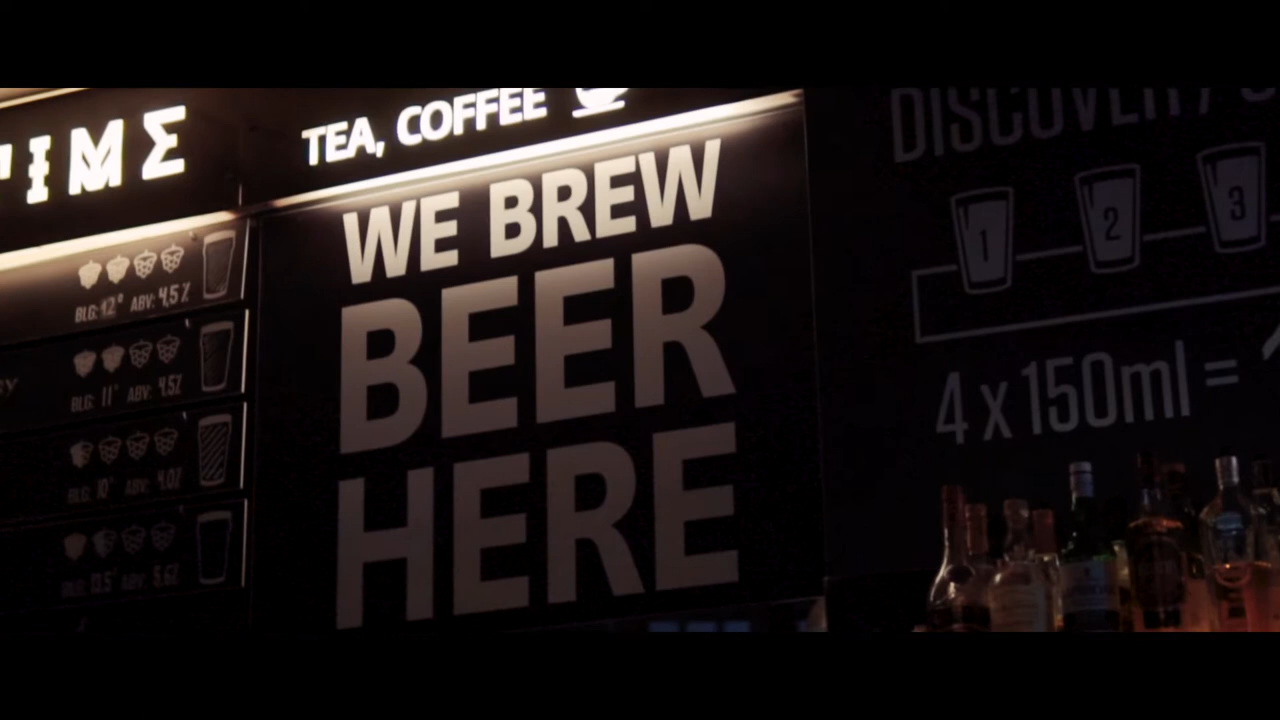 TIME
BLG: 12° ABV: 4,5%
BLG: 11° ABV: 4,5%
BLG: 10° ABV: 4,0%
BLG: 13,5° ABV: 5,6%
TEA, COFFEE
WE BREW
BEER
HERE
DISCOVERY
1 2 3
4 x 150ml =